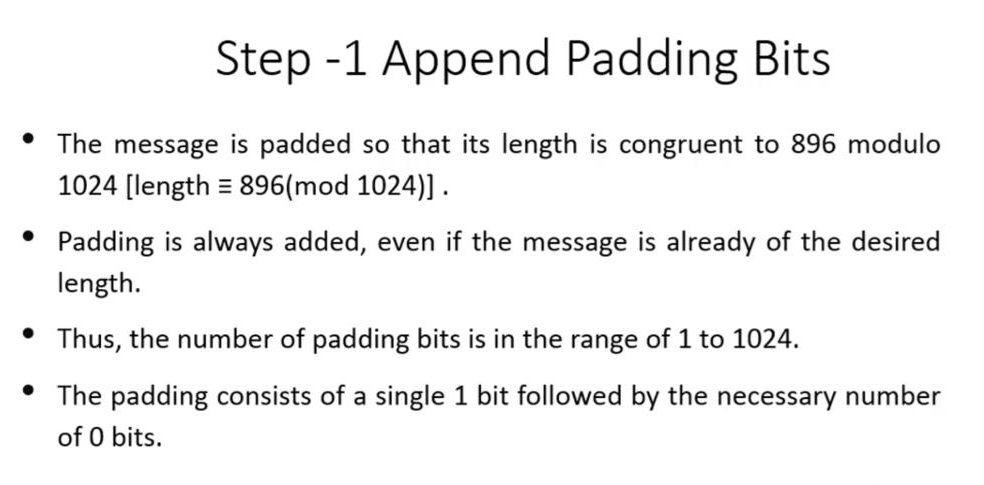 Step -1 Append Padding Bits
• The message is padded so that its length is congruent to 896 modulo
1024 [length ≡ 896(mod 1024)] .
• Padding is always added, even if the message is already of the desired
length.
• Thus, the number of padding bits is in the range of 1 to 1024.
• The padding consists of a single 1 bit followed by the necessary number
of 0 bits.